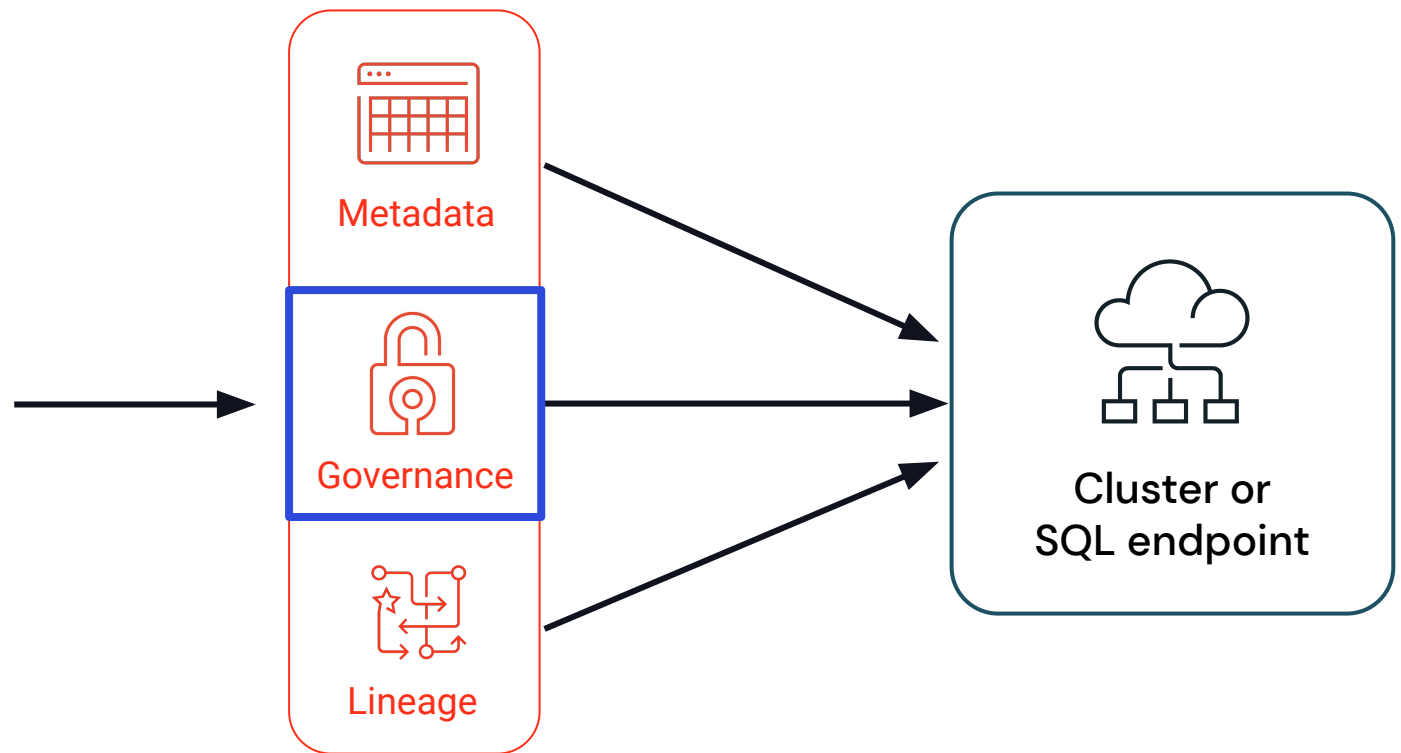 Metadata
Governance
Lineage
Cluster or
SQL endpoint